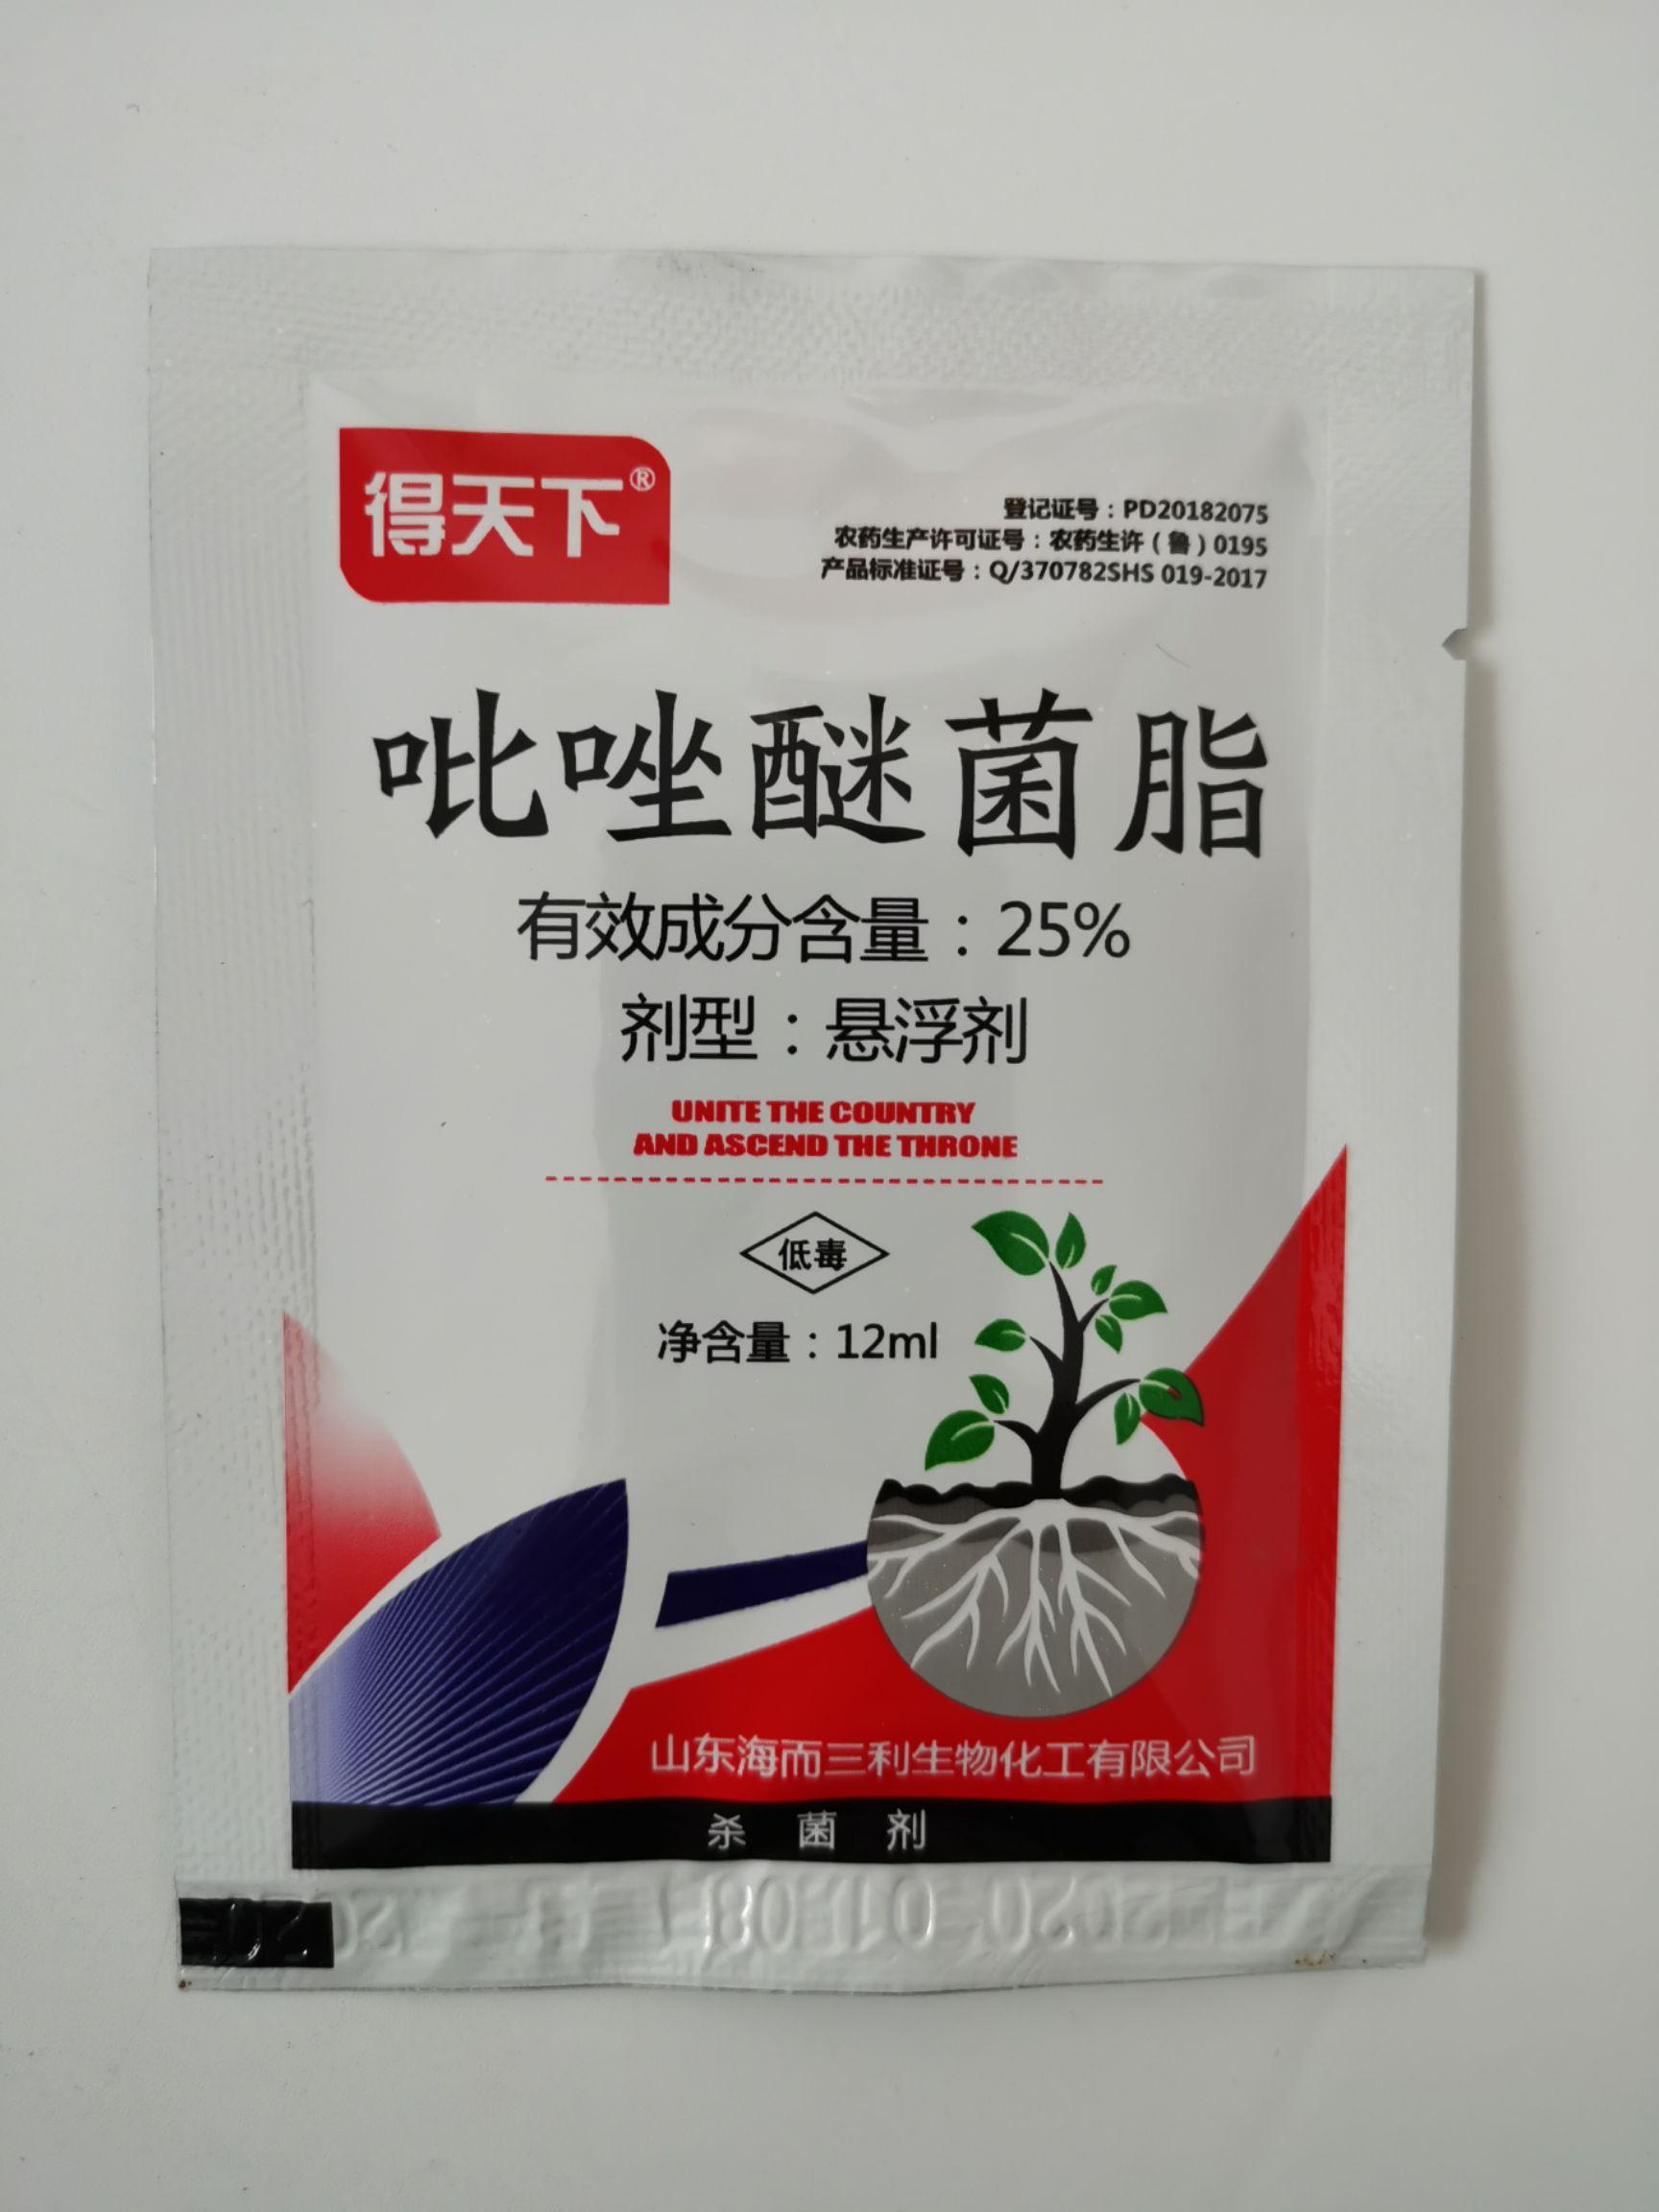 得天下®
登记证号：PD20182075
农药生产许可证号：农药生许（鲁）0195
产品标准证号：Q/370782SHS 019-2017
吡唑醚菌脂
有效成分含量：25%
剂型：悬浮剂
UNITE THE COUNTRY
AND ASCEND THE THRONE
低毒
净含量：12ml
山东海而三利生物化工有限公司
杀菌剂